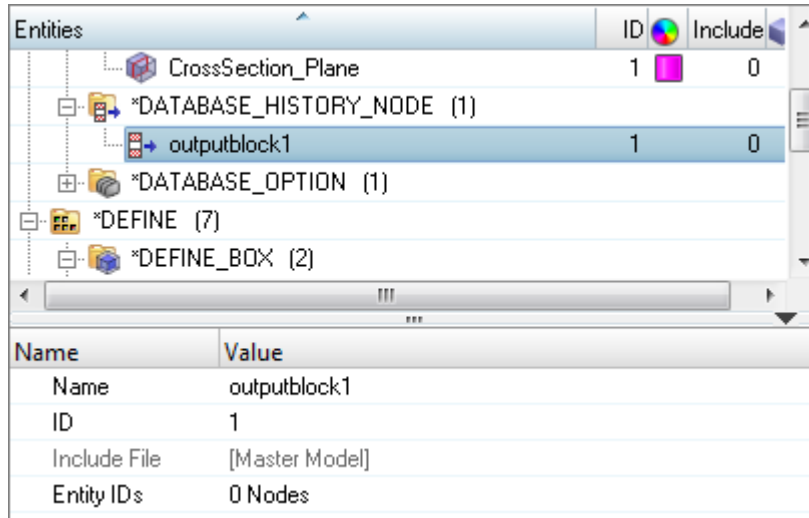 Entities ID Include
CrossSection_Plane 1 0
*DATABASE_HISTORY_NODE (1)
outputblock1 1 0
*DATABASE_OPTION (1)
*DEFINE (7)
*DEFINE_BOX (2)
Name Value
Name outputblock1
ID 1
Include File [Master Model]
Entity IDs 0 Nodes